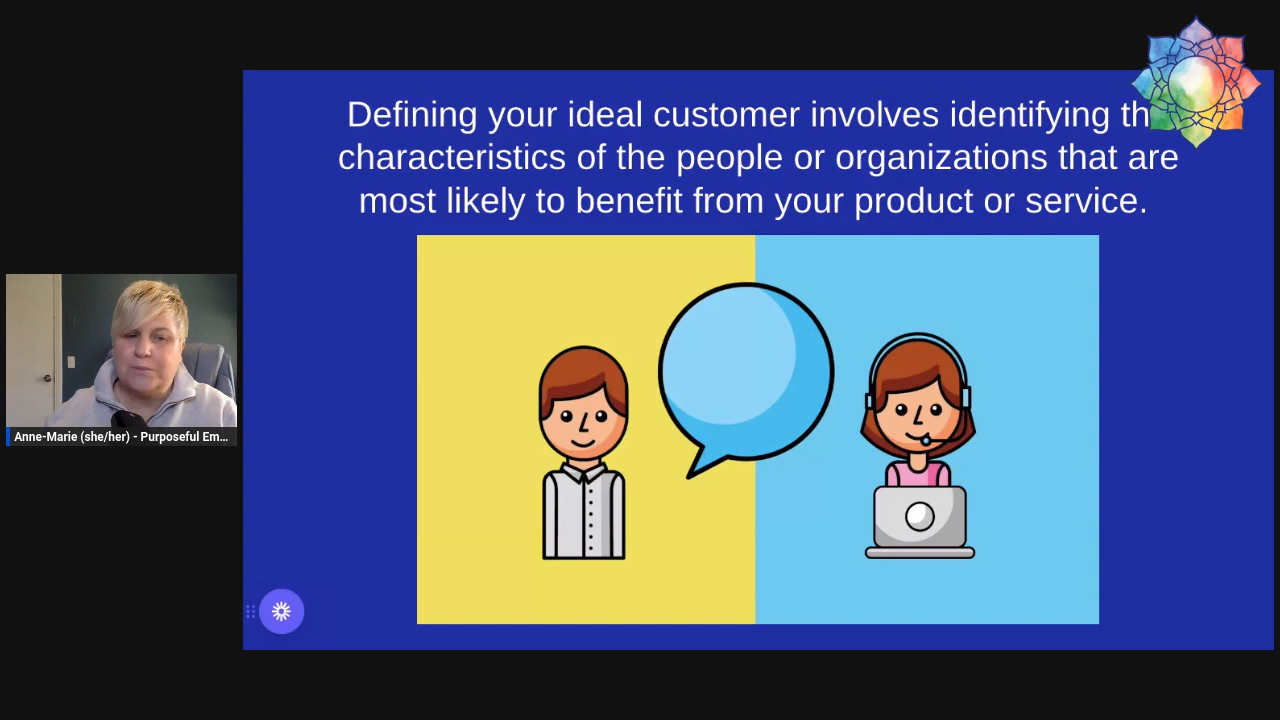 Defining your ideal customer involves identifying th
characteristics of the people or organizations that are
most likely to benefit from your product or service.
Anne-Marie (she/her) - Purposeful Em...